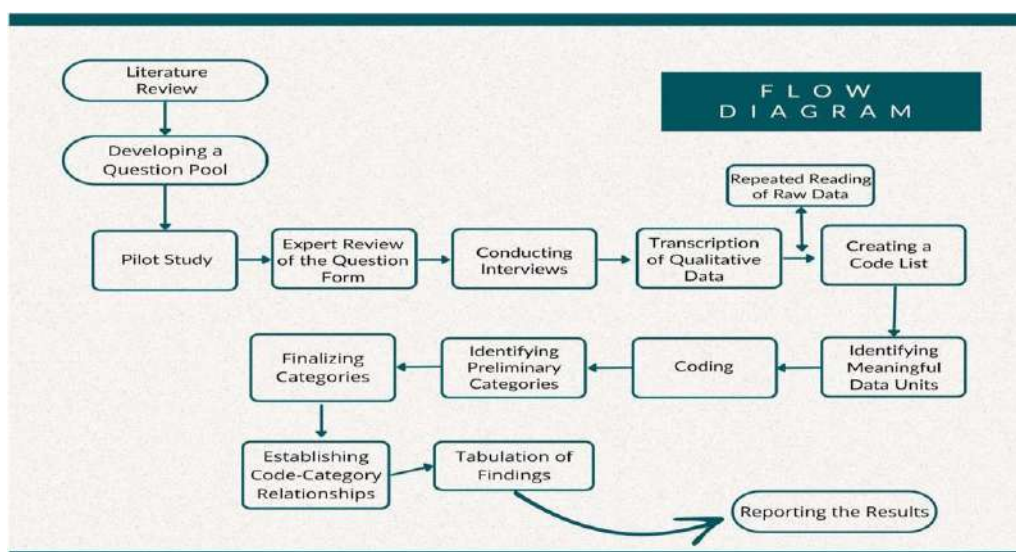 Literature
Review
FLOW
DIAGRAM
Developing a
Question Pool
Repeated Reading
of Raw Data
Pilot Study
Expert Review
of the Question
Form
Conducting
Interviews
Transcription
of Qualitative
Data
Creating a
Code List
Finalizing
Categories
Identifying
Preliminary
Categories
Coding
Identifying
Meaningful
Data Units
Establishing
Code-Category
Relationships
Tabulation of
Findings
Reporting the Results